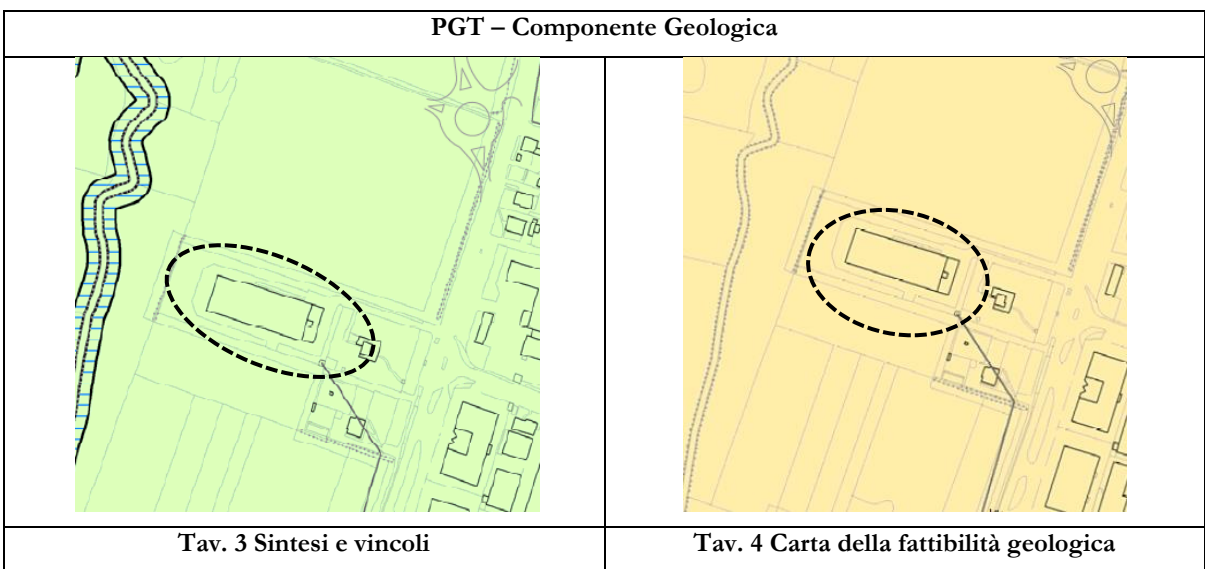 PGT – Componente Geologica
Tav. 3 Sintesi e vincoli
Tav. 4 Carta della fattibilità geologica